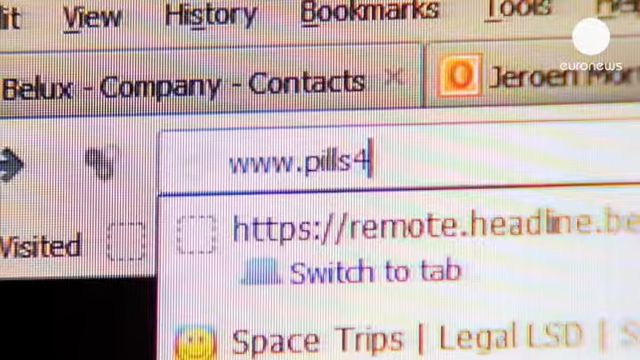 View History Bookmarks Tools
euronews
Belux - Company - Contacts
Jeroen
www.pills4
Visited
https://remote.headline.be
Switch to tab
Space Trips | Legal LSD | S